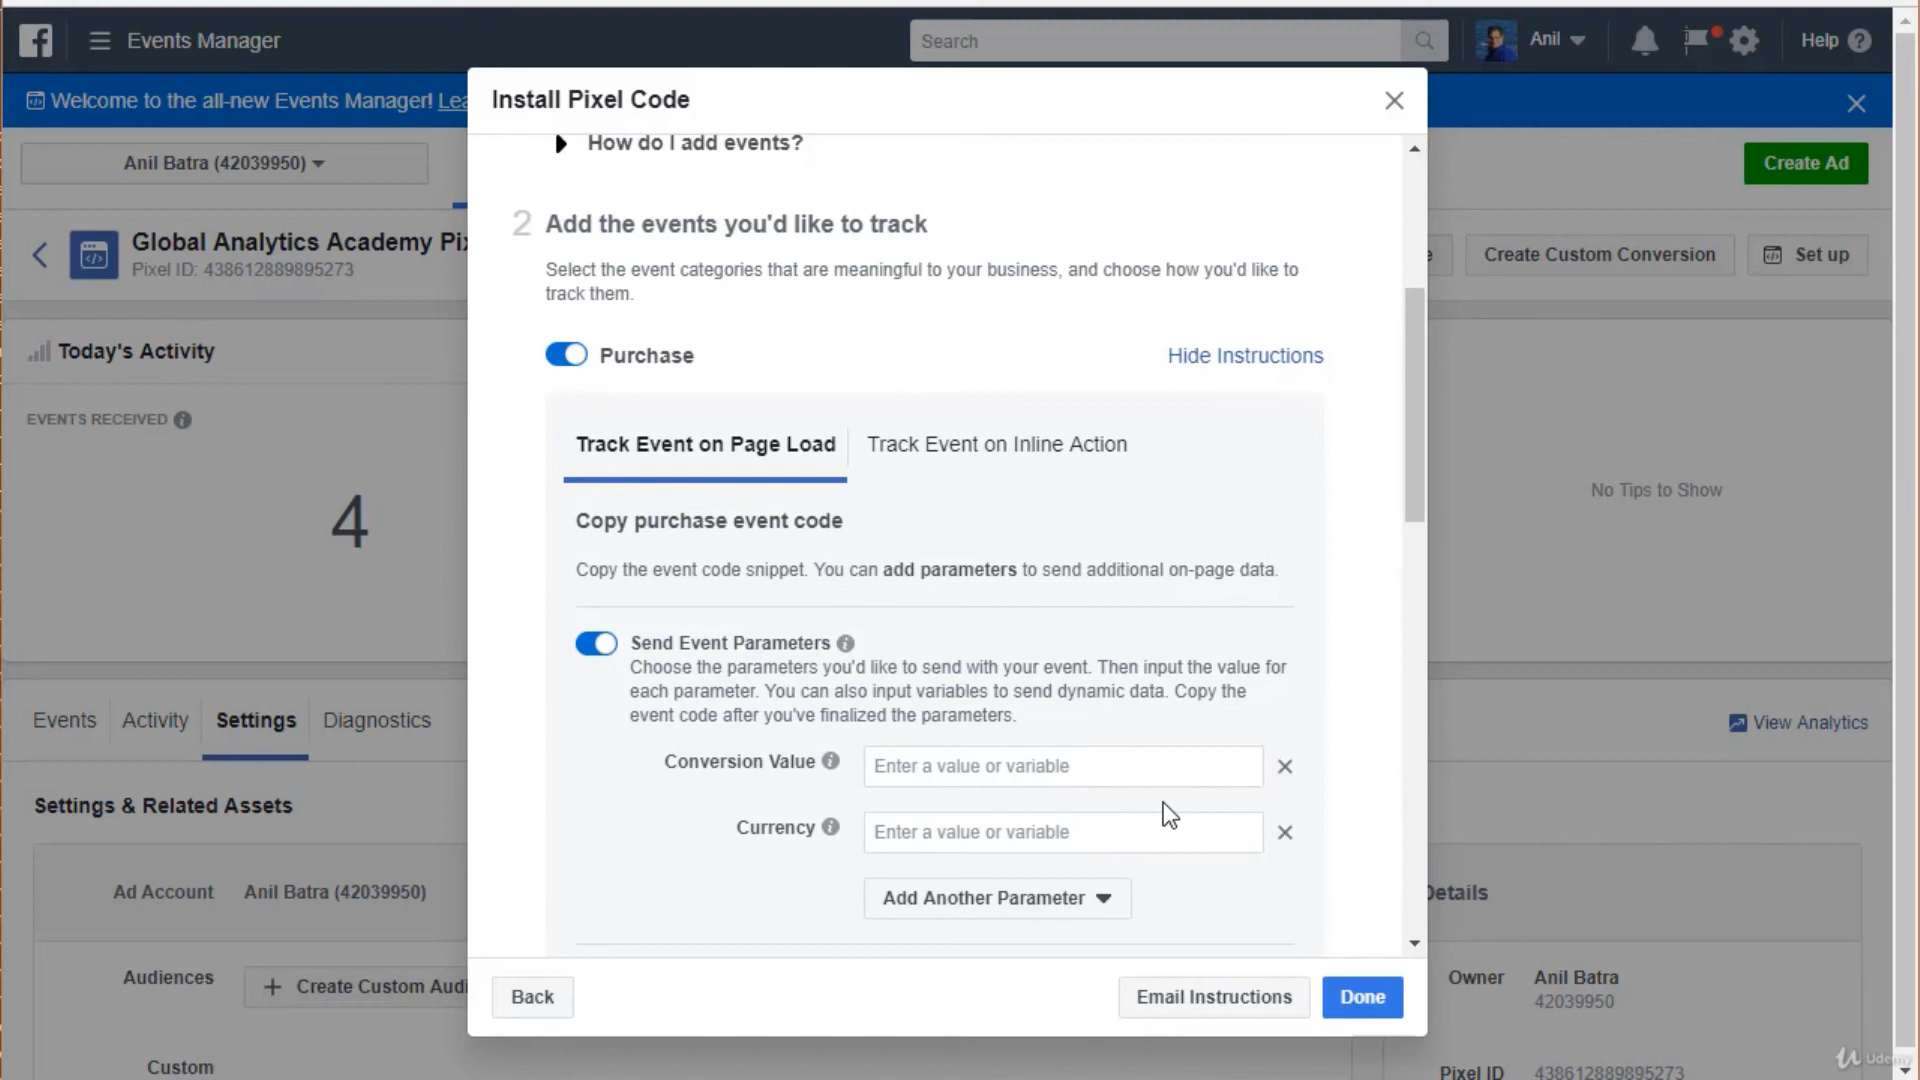 Events Manager
Search
Anil
Help
Welcome to the all-new Events Manager! Lea
Install Pixel Code
Anil Batra (42039950)
Create Ad
How do I add events?
Global Analytics Academy Pix
Pixel ID: 438612889895273
e
Create Custom Conversion
Set up
2 Add the events you'd like to track
Select the event categories that are meaningful to your business, and choose how you'd like to
track them.
Today's Activity
EVENTS RECEIVED
4
Purchase
Hide Instructions
Track Event on Page Load
Track Event on Inline Action
Copy purchase event code
Copy the event code snippet. You can add parameters to send additional on-page data.
No Tips to Show
Send Event Parameters
Choose the parameters you'd like to send with your event. Then input the value for
each parameter. You can also input variables to send dynamic data. Copy the
event code after you've finalized the parameters.
Conversion Value
Enter a value or variable
Currency
Enter a value or variable
Add Another Parameter
Back
Email Instructions
Done
Events
Activity
Settings
Diagnostics
View Analytics
Settings & Related Assets
Ad Account
Anil Batra (42039950)
Details
Audiences
Create Custom Audi
Owner
Anil Batra
42039950
Custom
Pixel ID
438612889895273
Udemy